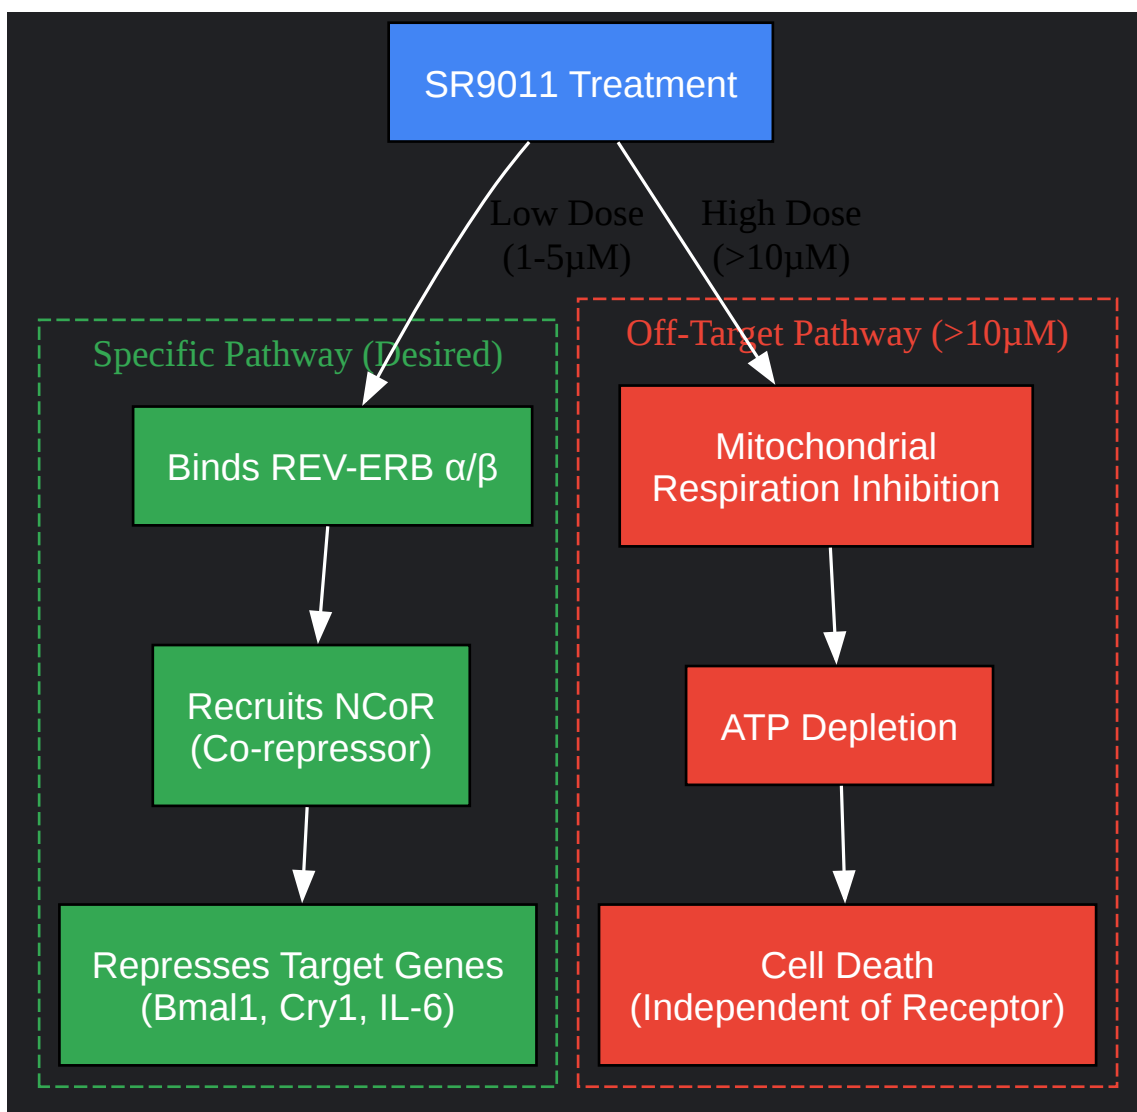 SR9011 Treatment
Low Dose
(1-5µM)
High Dose
(>10µM)
Specific Pathway (Desired)
Binds REV-ERB α/β
Recruits NCoR
(Co-repressor)
Represses Target Genes
(Bmal1, Cry1, IL-6)
Off-Target Pathway (>10µM)
Mitochondrial
Respiration Inhibition
ATP Depletion
Cell Death
(Independent of Receptor)